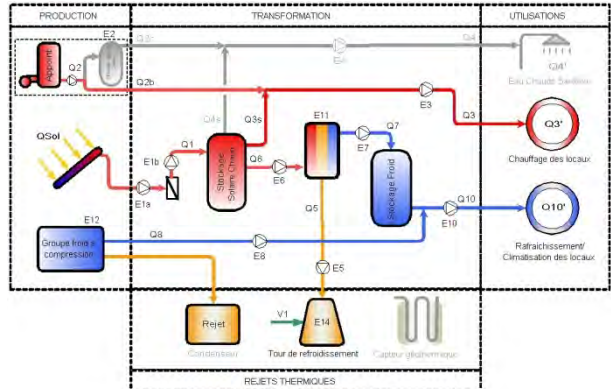 PRODUCTION
TRANSFORMATION
UTILISATIONS
Appoint
Q2
E2
Q2b
Q4
Q4'
Eau Chaude Sanitaire
E3
Q3
Q3'
Chauffage des locaux
QSol
E1a
E1b
Q1
Q4s
Q3s
Stockage
Solaire Chaud
Q6
E6
E11
E7
Q7
Stockage Froid
Q5
Q10
E10
Q10'
Rafraichissement/
Climatisation des locaux
E12
Groupe froid à
compression
Q8
E8
E5
Rejet
Condenseur
V1
E14
Tour de refroidissement
Capteur géothermique
REJETS THERMIQUES